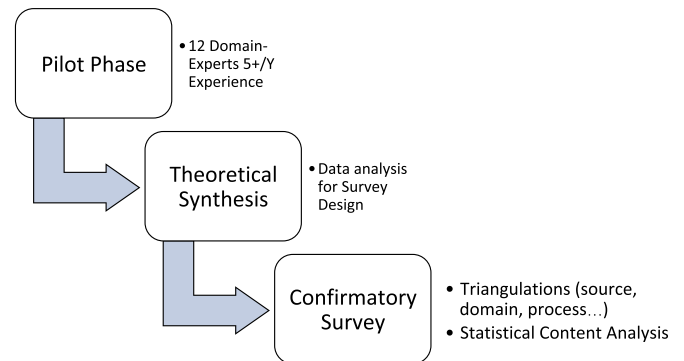 Pilot Phase
• 12 Domain-
Experts 5+/Y
Experience
Theoretical
Synthesis
• Data analysis
for Survey
Design
Confirmatory
Survey
• Triangulations (source,
domain, process…)
• Statistical Content Analysis